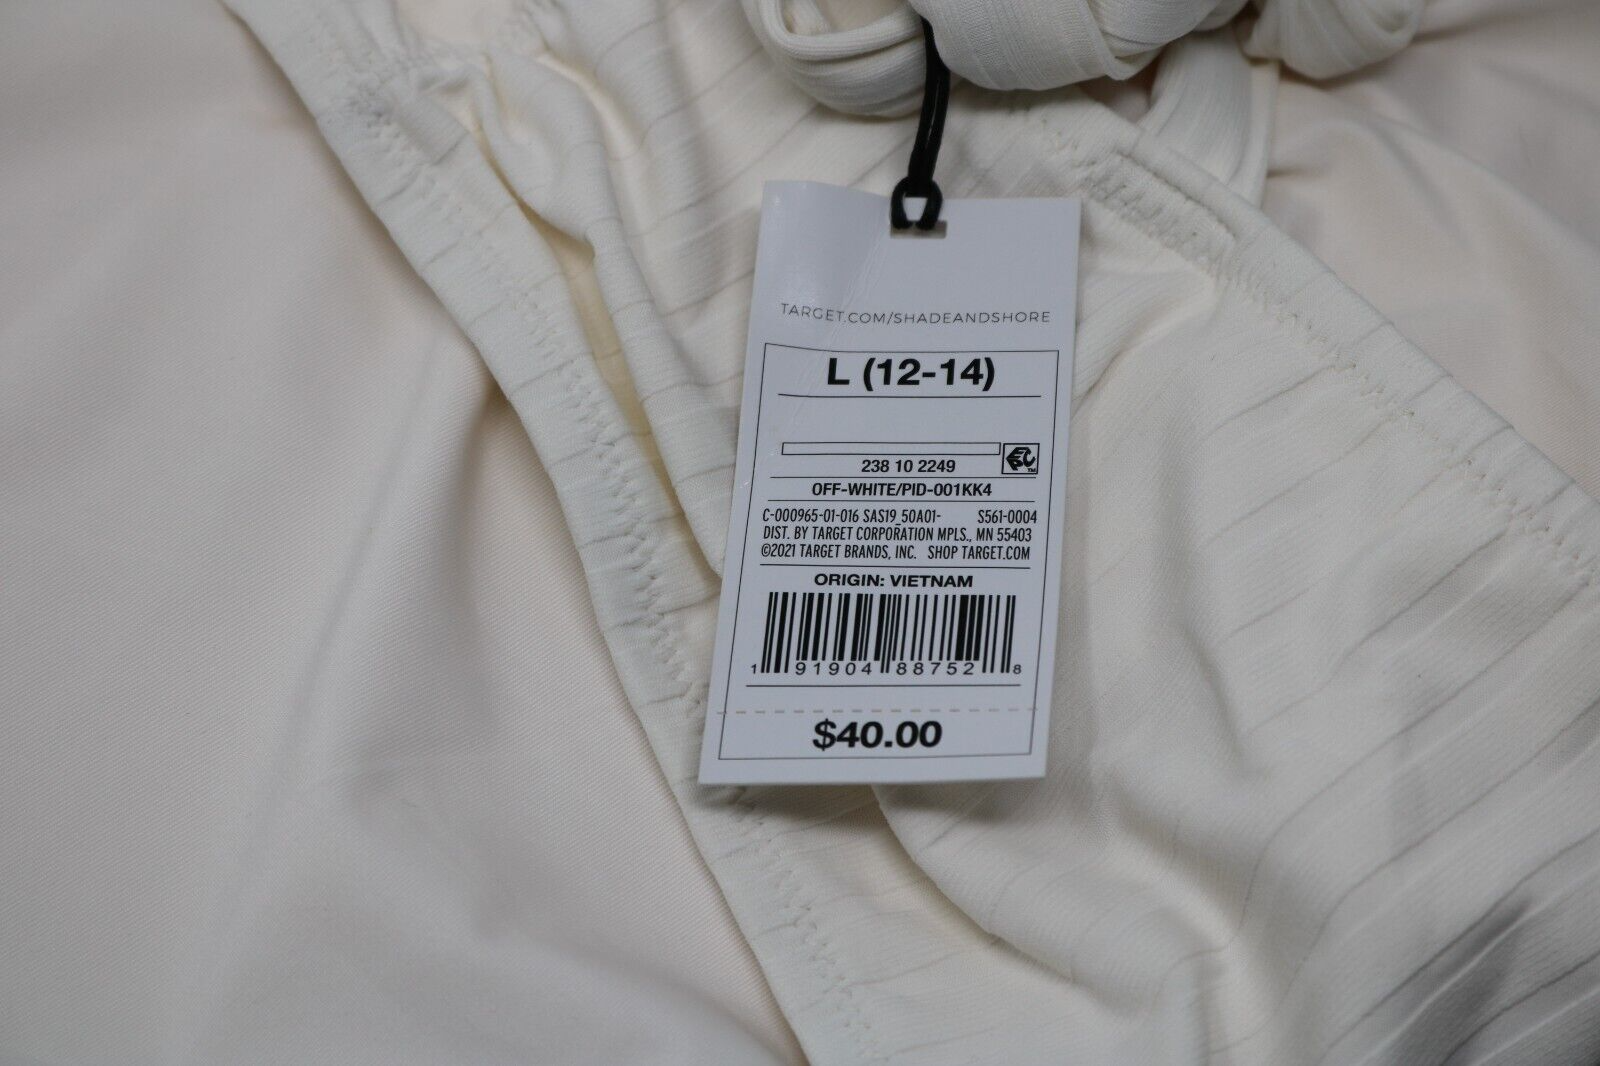 TARGET.COM/SHADEANDSHORE
L (12-14)
238 10 2249
EPC™
OFF-WHITE/PID-001KK4
C-000965-01-016 SAS19_50A01- S561-0004
DIST. BY TARGET CORPORATION MPLS., MN 55403
©2021 TARGET BRANDS, INC. SHOP TARGET.COM
ORIGIN: VIETNAM
1 91904 88752 8
$40.00